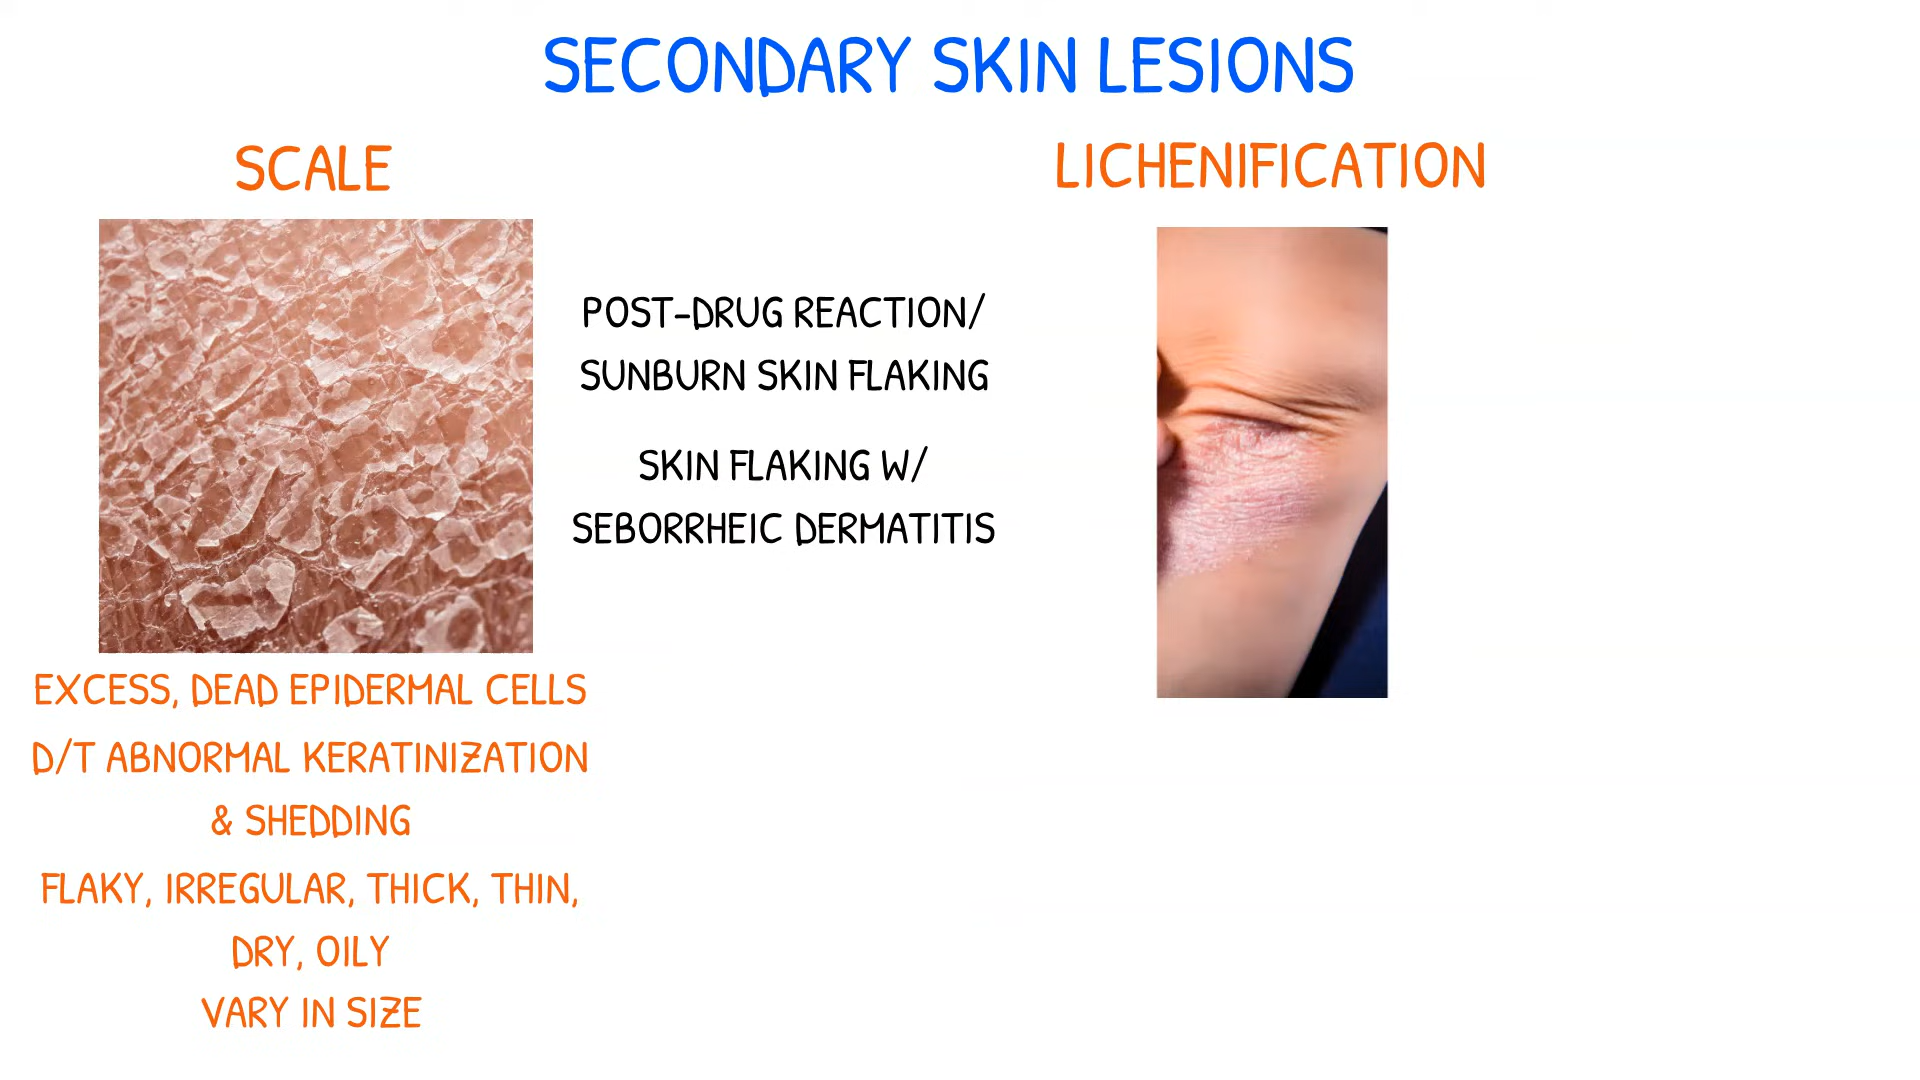 SECONDARY SKIN LESIONS
SCALE
POST-DRUG REACTION/
SUNBURN SKIN FLAKING
SKIN FLAKING W/
SEBORRHEIC DERMATITIS
EXCESS, DEAD EPIDERMAL CELLS
D/T ABNORMAL KERATINIZATION
& SHEDDING
FLAKY, IRREGULAR, THICK, THIN,
DRY, OILY
VARY IN SIZE
LICHENIFICATION